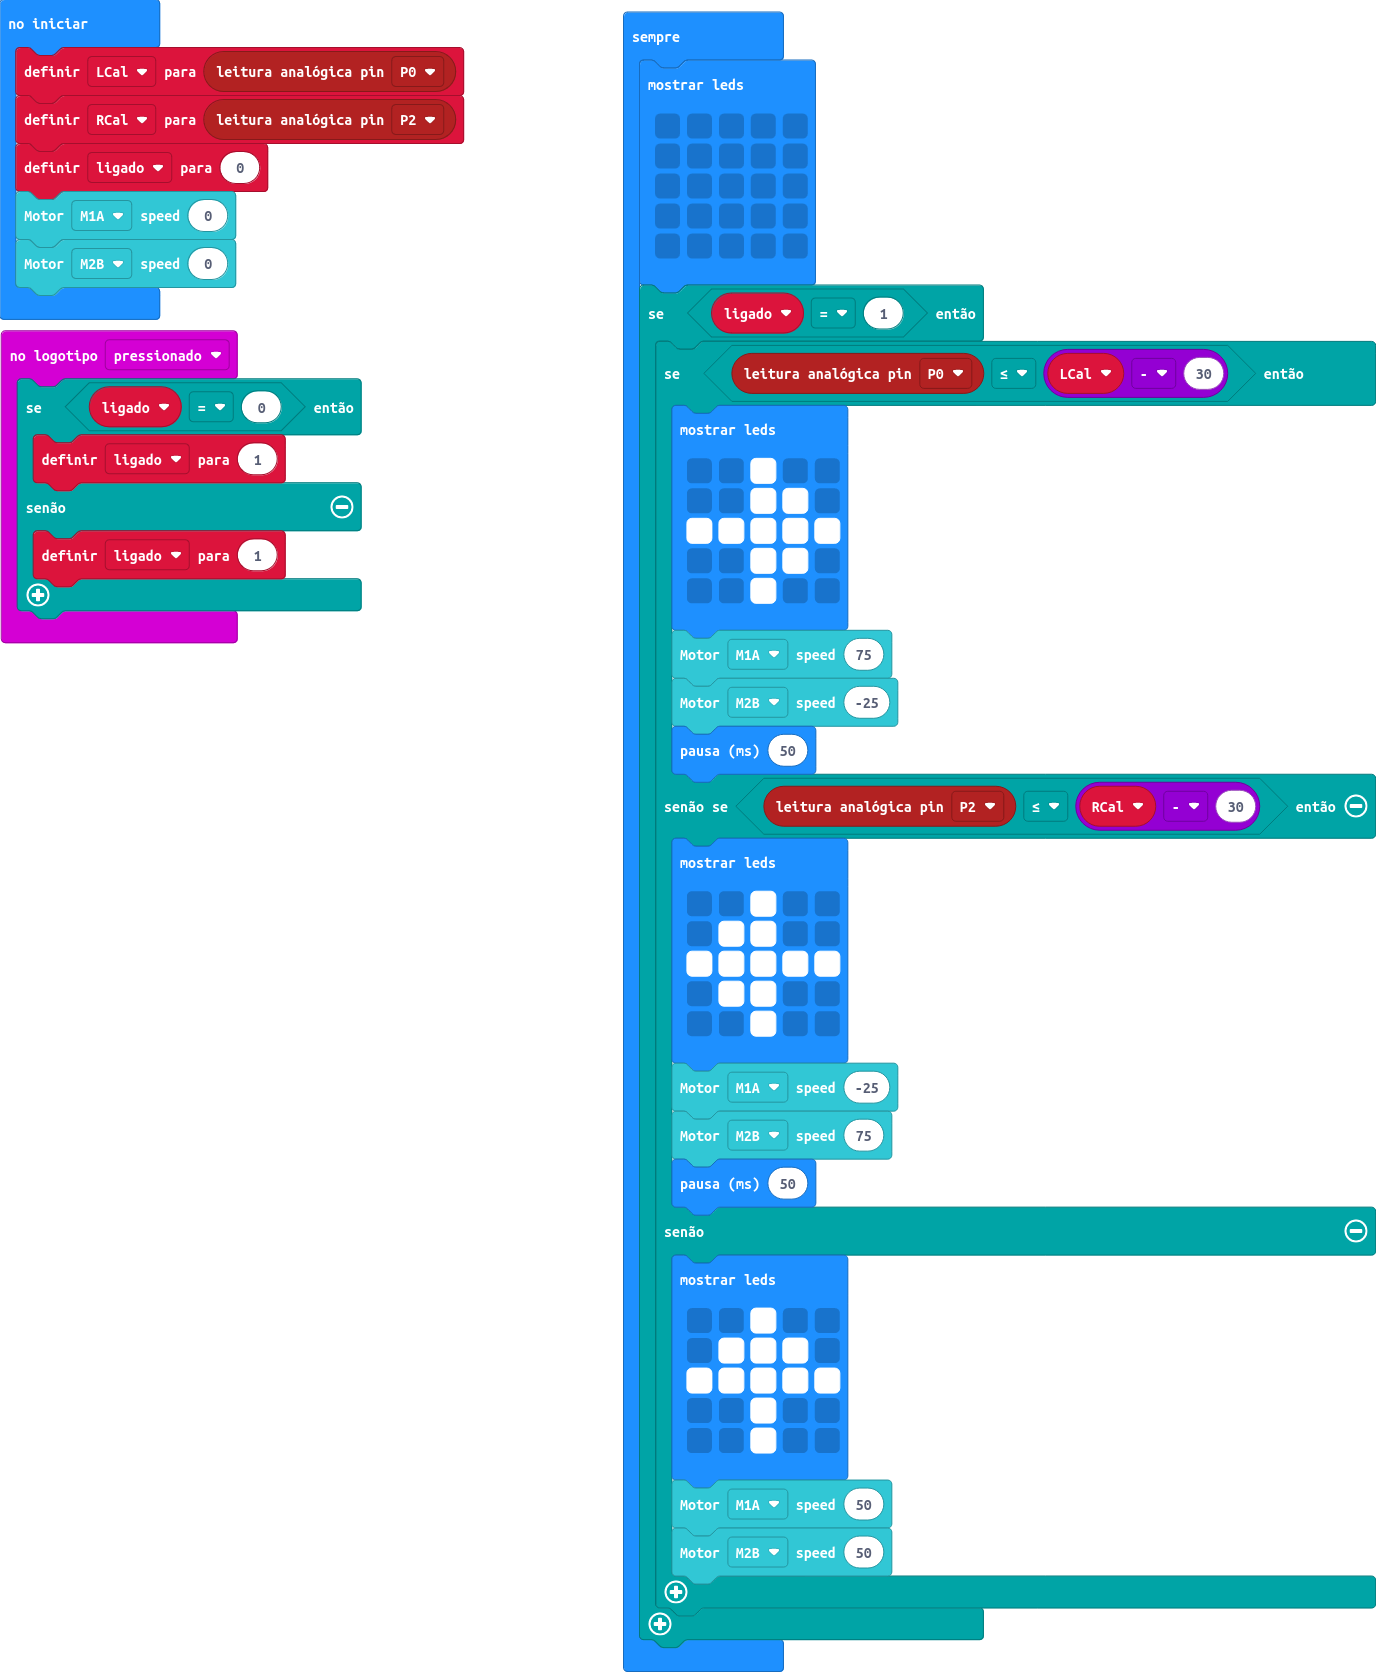 no iniciar
definir LCal para leitura analógica pin P0
definir RCal para leitura analógica pin P2
definir ligado para 0
Motor M1A speed 0
Motor M2B speed 0
no logotipo pressionado
se ligado = 0 então
definir ligado para 1
senão
definir ligado para 1
sempre
mostrar leds
se ligado = 1 então
se leitura analógica pin P0 ≤ LCal - 30 então
mostrar leds
Motor M1A speed 75
Motor M2B speed -25
pausa (ms) 50
senão se leitura analógica pin P2 ≤ RCal - 30 então
mostrar leds
Motor M1A speed -25
Motor M2B speed 75
pausa (ms) 50
senão
mostrar leds
Motor M1A speed 50
Motor M2B speed 50